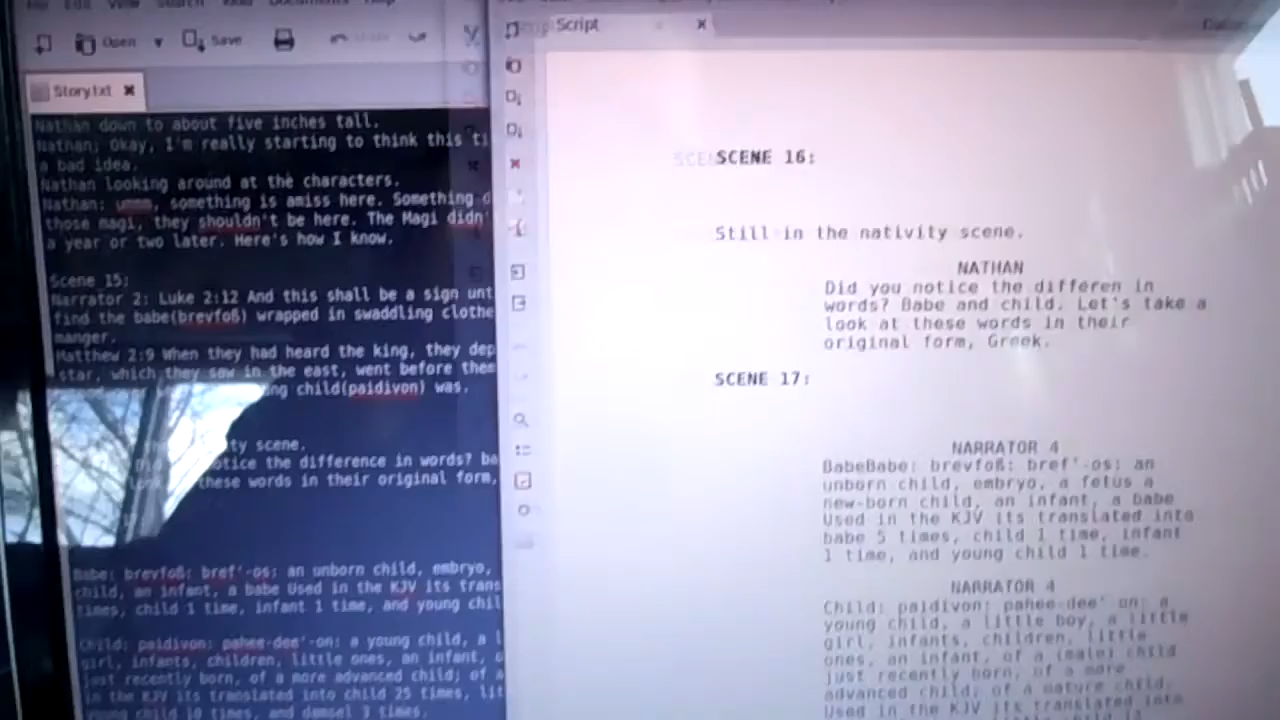 Open
Save
Story.txt
Nathan down to about five inches tall.
Nathan: Okay, I'm really starting to think this ti
a bad idea.
Nathan looking around at the characters.
Nathan: umm, something is amiss here. Something
those magi, they shouldn't be here. The Magi didn'
a year or two later. Here's how I know.
Scene 15:
Narrator 2: Luke 2:12 And this shall be a sign unt
find the babe(brevfoß) wrapped in swaddling clothe
manger.
Matthew 2:9 When they had heard the king, they dep
star, which they saw in the east, went before them
ng child(paidivon) was.
ty scene.
otice the difference in words? ba
these words in their original form,
Babe: brevfoß: bref'-os: an unborn child, embryo,
child, an infant, a babe Used in the KJV its trans
times, child 1 time, infant 1 time, and young chil
Child: paidivon: pahee-dee'-on: a young child, a l
girl, infants, children, little ones, an infant, o
just recently born, of a more advanced child; of a
in the KJV its translated into child 25 times, lit
young child 10 times, and damsel 3 times.
Script
SCENE 16:
Still in the nativity scene.
NATHAN
Did you notice the differen in
words? Babe and child. Let's take a
look at these words in their
original form, Greek.
SCENE 17:
NARRATOR 4
BabeBabe: brevfoß: bref'-os: an
unborn child, embryo, a fetus a
new-born child, an infant, a babe
Used in the KJV its translated into
babe 5 times, child 1 time, infant
1 time, and young child 1 time.
NARRATOR 4
Child: paidivon: pahee-dee'-on: a
young child, a little boy, a little
girl, infants, children, little
ones, an infant, of a (male) child
just recently born, of a more
advanced child; of a mature child,
Used in the KJV its translated into